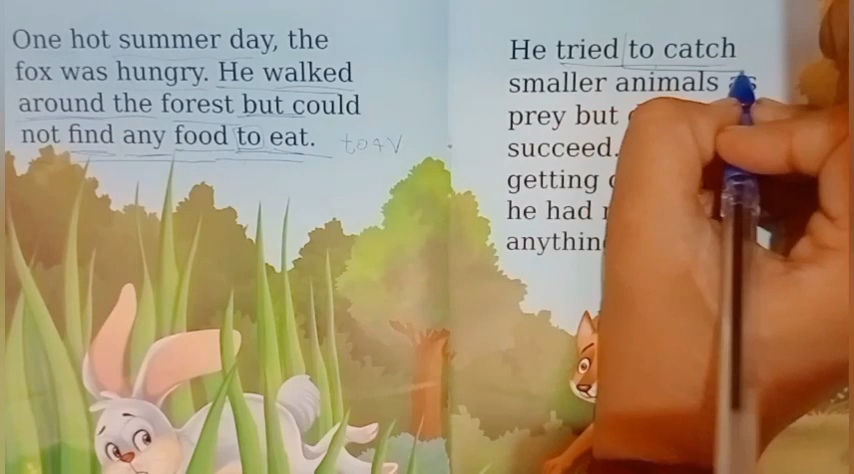 One hot summer day, the
fox was hungry. He walked
around the forest but could
not find any food to eat. to+V
He tried to catch
smaller animals
prey but
succeed.
getting
he had